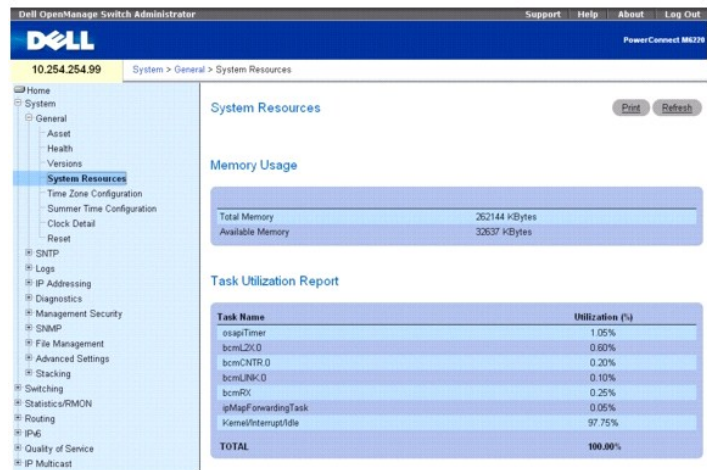 Dell OpenManage Switch Administrator
Support Help About Log Out
DELL
PowerConnect M6220
10.254.254.99
System > General > System Resources
Home
System
General
Asset
Health
Versions
System Resources
Time Zone Configuration
Summer Time Configuration
Clock Detail
Reset
SNTP
Logs
IP Addressing
Diagnostics
Management Security
SNMP
File Management
Advanced Settings
Stacking
Switching
Statistics/RMON
Routing
IPv6
Quality of Service
IP Multicast
System Resources
Print Refresh
Memory Usage
Total Memory 262144 KBytes
Available Memory 32637 KBytes
Task Utilization Report
Task Name Utilization (%)
osapiTimer 1.05%
bcmL2X.0 0.60%
bcmCNTR.0 0.20%
bcmLINK.0 0.10%
bcmRX 0.25%
ipMapForwardingTask 0.05%
Kernel/Interrupt/Idle 97.75%
TOTAL 100.00%